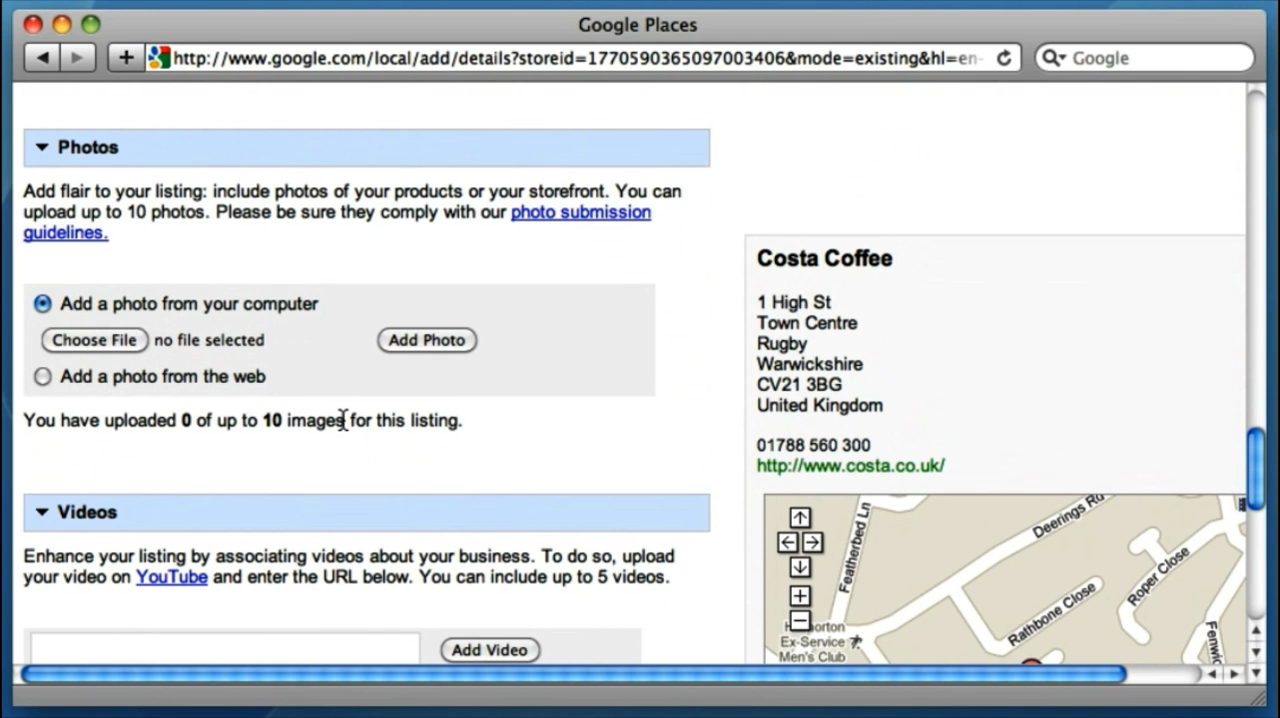 Google Places
http://www.google.com/local/add/details?storeid=1770590365097003406&mode=existing&hl=en-
Google
Photos
Add flair to your listing: include photos of your products or your storefront. You can
upload up to 10 photos. Please be sure they comply with our photo submission
guidelines.
Add a photo from your computer
Choose File no file selected
Add Photo
Add a photo from the web
You have uploaded 0 of up to 10 images for this listing.
Videos
Enhance your listing by associating videos about your business. To do so, upload
your video on YouTube and enter the URL below. You can include up to 5 videos.
Add Video
Costa Coffee
1 High St
Town Centre
Rugby
Warwickshire
CV21 3BG
United Kingdom
01788 560 300
http://www.costa.co.uk/
Featherbed Ln
Deerings Rd
Roper Close
Rathbone Close
Fenwic
Ex-Service
Men's Club